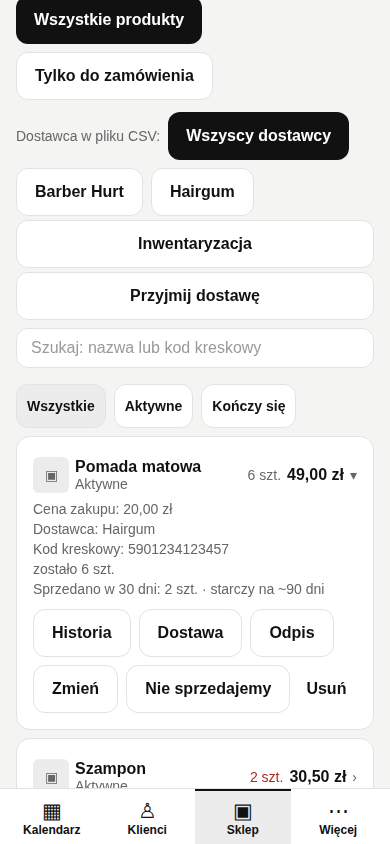 Wszystkie produkty
Tylko do zamówienia
Dostawca w pliku CSV: Wszyscy dostawcy
Barber Hurt Hairgum
Inwentaryzacja
Przyjmij dostawę
Szukaj: nazwa lub kod kreskowy
Wszystkie Aktywne Kończy się
Pomada matowa 6 szt. 49,00 zł ▾
Aktywne
Cena zakupu: 20,00 zł
Dostawca: Hairgum
Kod kreskowy: 5901234123457
zostało 6 szt.
Sprzedano w 30 dni: 2 szt. · starczy na ~90 dni
Historia Dostawa Odpis
Zmień Nie sprzedajemy Usuń
Szampon 2 szt. 30,50 zł ›
Aktywne
Kalendarz Klienci Sklep Więcej